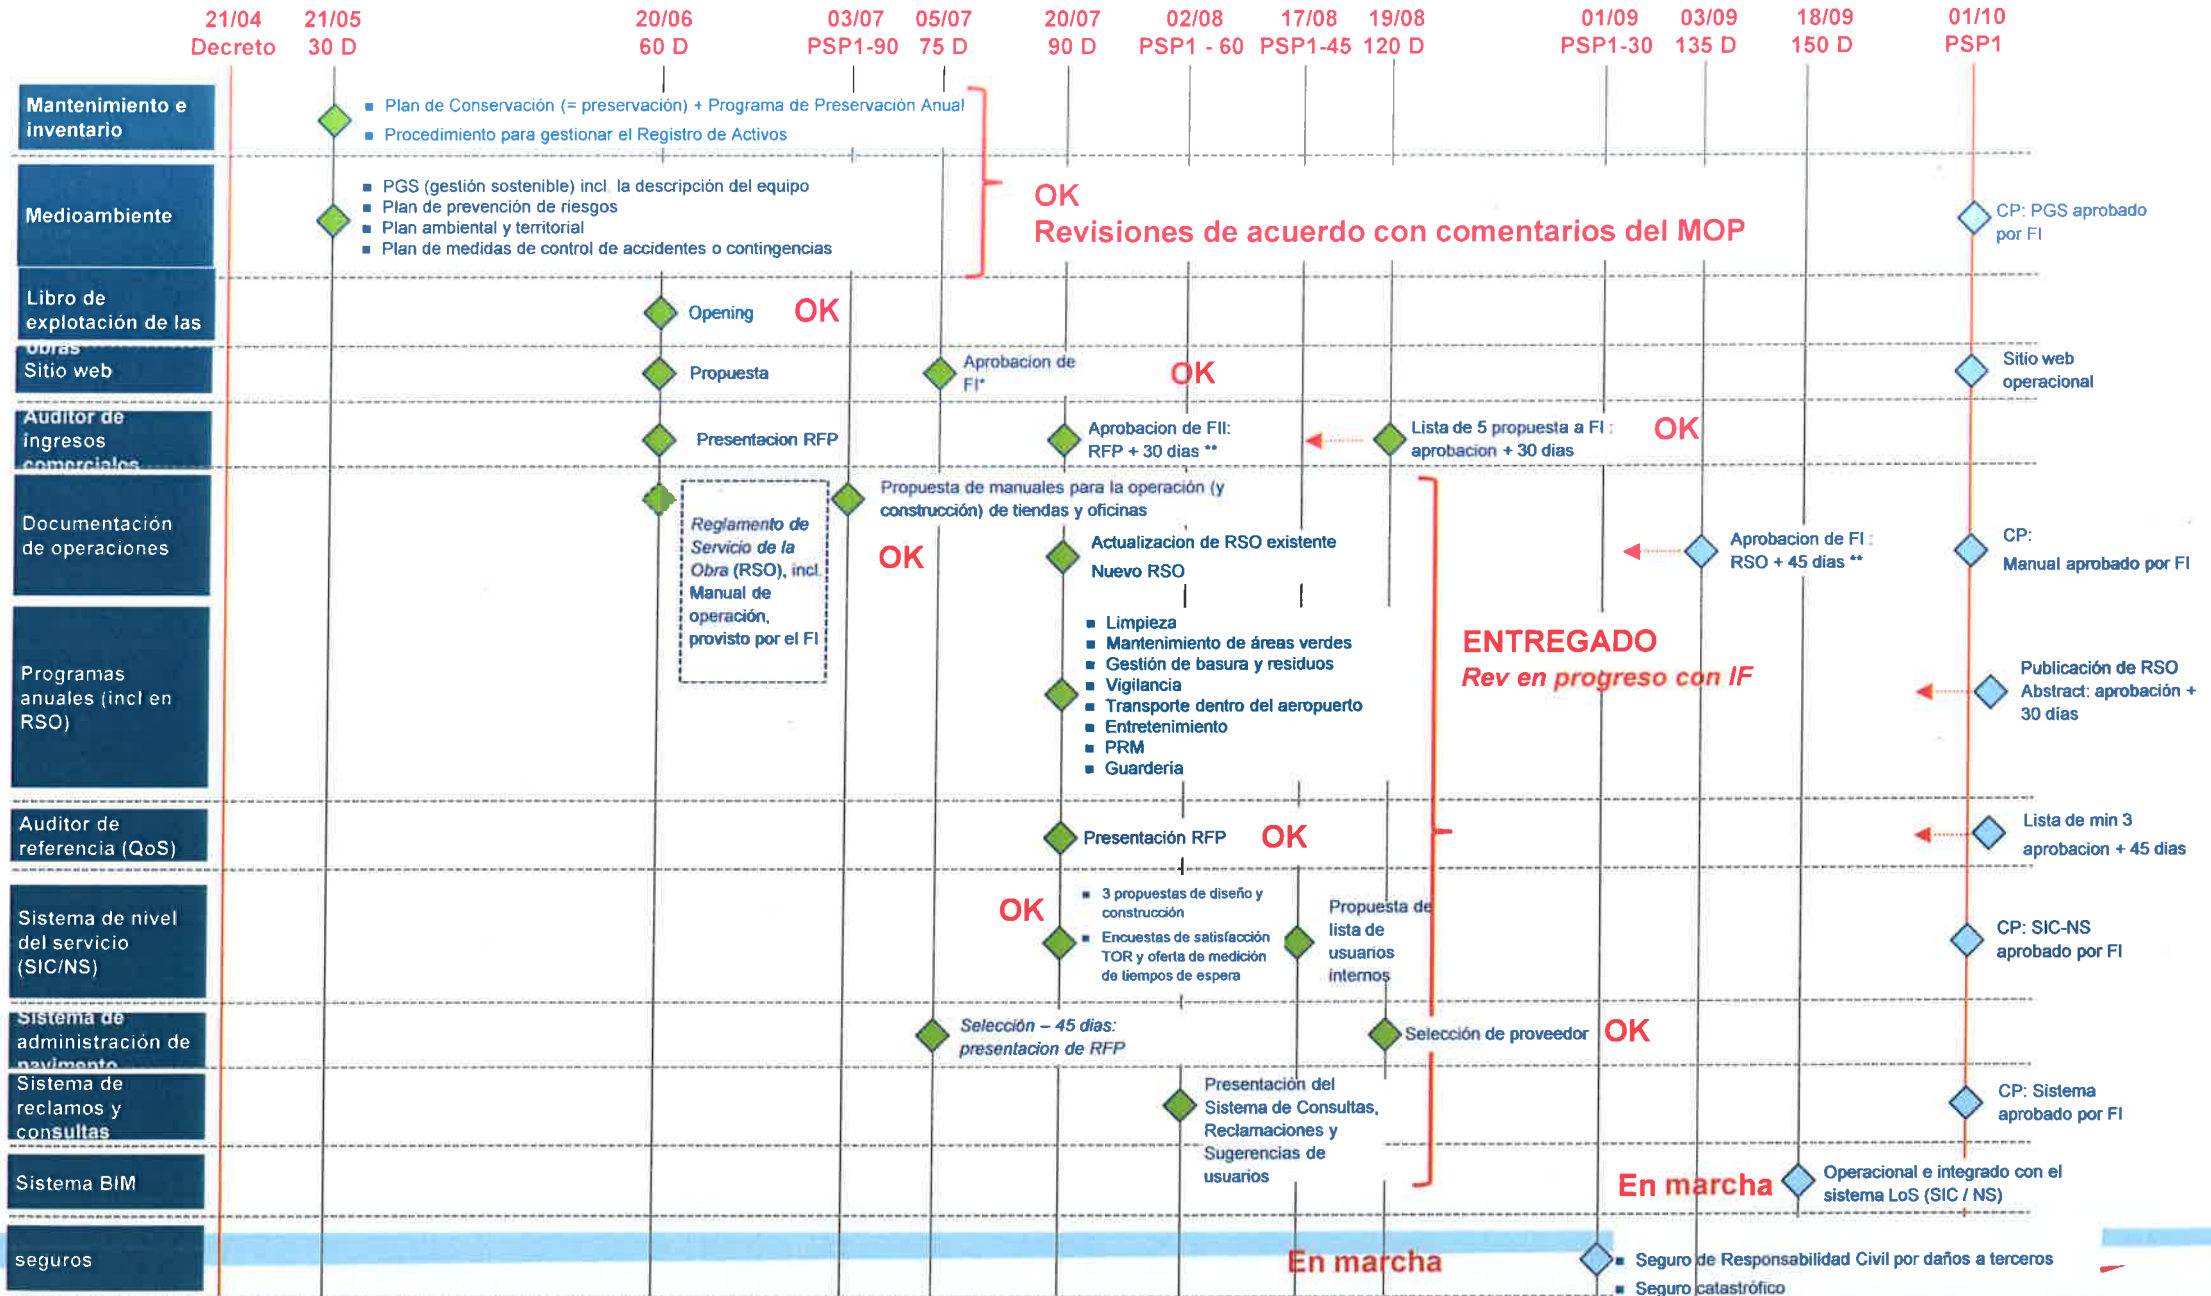 21/04 21/05 20/06 03/07 05/07 20/07 02/08 17/08 19/08 01/09 03/09 18/09 01/10
Decreto 30 D 60 D PSP1-90 75 D 90 D PSP1 - 60 PSP1-45 120 D PSP1-30 135 D 150 D PSP1
Mantenimiento e
inventario
Plan de Conservación (= preservación) + Programa de Preservación Anual
Procedimiento para gestionar el Registro de Activos
Medioambiente
PGS (gestión sostenible) incl. la descripción del equipo
Plan de prevención de riesgos
Plan ambiental y territorial
Plan de medidas de control de accidentes o contingencias
OK
Revisiones de acuerdo con comentarios del MOP
CP: PGS aprobado
por FI
Libro de
explotación de las
obras
Opening
OK
Sitio web
Propuesta
Aprobacion de
FI*
OK
Sitio web
operacional
Auditor de
ingresos
comerciales
Presentacion RFP
Aprobacion de FII:
RFP + 30 dias **
Lista de 5 propuesta a FI :
aprobacion + 30 dias
OK
Documentación
de operaciones
Reglamento de
Servicio de la
Obra (RSO), incl.
Manual de
operación,
provisto por el FI
Propuesta de manuales para la operación (y
construcción) de tiendas y oficinas
OK
Actualizacion de RSO existente
Nuevo RSO
Aprobacion de FI :
RSO + 45 dias **
CP:
Manual aprobado por FI
Programas
anuales (incl en
RSO)
Limpieza
Mantenimiento de áreas verdes
Gestión de basura y residuos
Vigilancia
Transporte dentro del aeropuerto
Entretenimiento
PRM
Guardería
ENTREGADO
Rev en progreso con IF
Publicación de RSO
Abstract: aprobación +
30 días
Auditor de
referencia (QoS)
Presentación RFP
OK
Lista de min 3
aprobacion + 45 dias
Sistema de nivel
del servicio
(SIC/NS)
OK
3 propuestas de diseño y
construcción
Encuestas de satisfacción
TOR y oferta de medición
de tiempos de espera
Propuesta de
lista de
usuarios
internos
CP: SIC-NS
aprobado por FI
Sistema de
administración de
pavimento
Selección – 45 dias:
presentacion de RFP
Selección de proveedor
OK
Sistema de
reclamos y
consultas
Presentación del
Sistema de Consultas,
Reclamaciones y
Sugerencias de
usuarios
CP: Sistema
aprobado por FI
Sistema BIM
En marcha
Operacional e integrado con el
sistema LoS (SIC / NS)
seguros
En marcha
Seguro de Responsabilidad Civil por daños a terceros
Seguro catastrófico